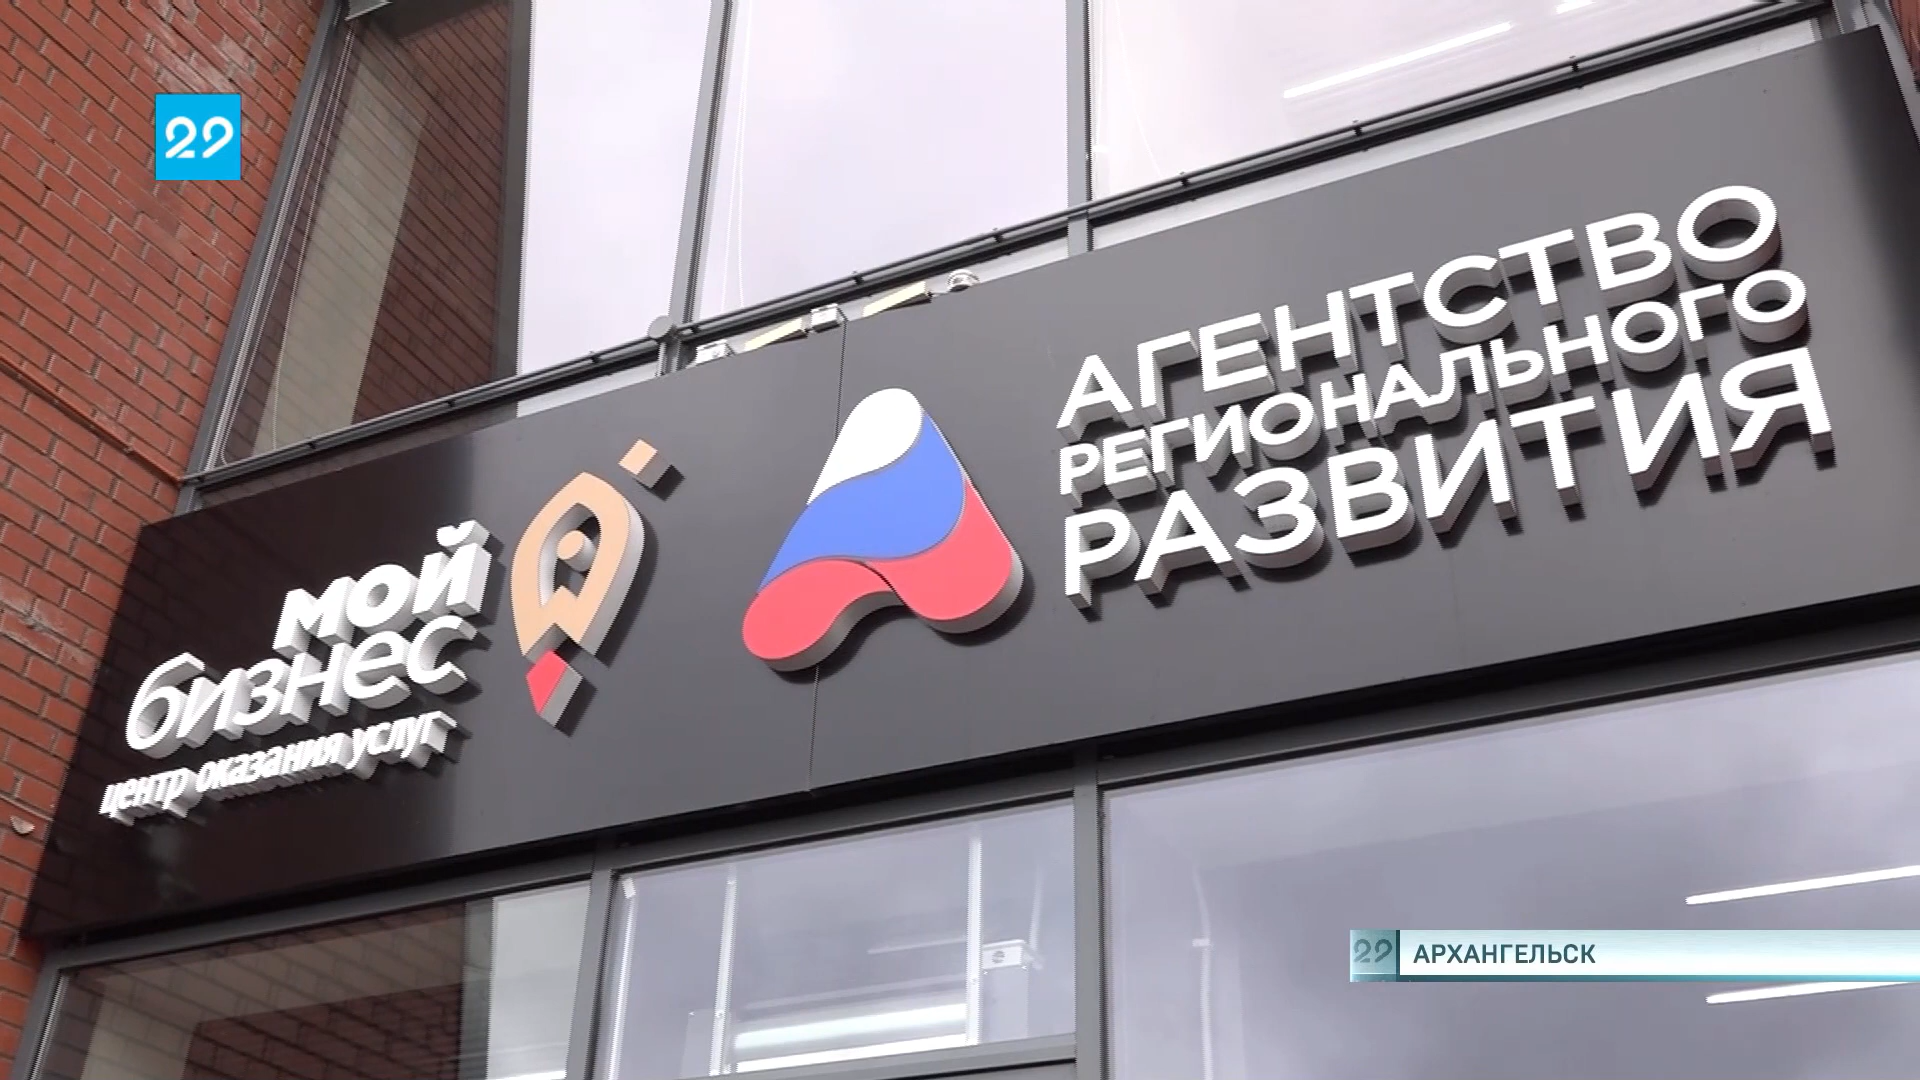 29
АГЕНТСТВО
РЕГИОНАЛЬНОГО
РАЗВИТИЯ
мой
бизнес
центр оказания услуг
29 АРХАНГЕЛЬСК